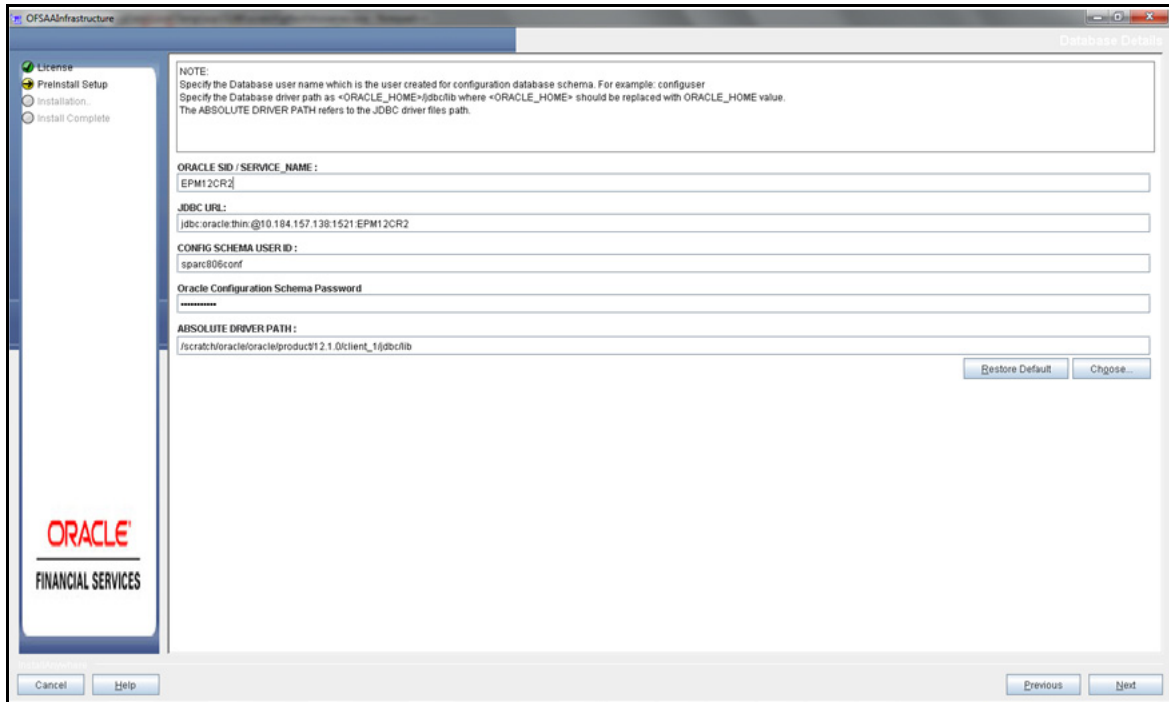 OFSAAInfrastructure
Database Details
License
PreInstall Setup
Installation..
Install Complete
NOTE:
Specify the Database user name which is the user created for configuration database schema. For example: configuser
Specify the Database driver path as <ORACLE_HOME>/jdbc/lib where <ORACLE_HOME> should be replaced with ORACLE_HOME value.
The ABSOLUTE DRIVER PATH refers to the JDBC driver files path.
ORACLE SID / SERVICE_NAME :
EPM12CR2
JDBC URL:
jdbc:oracle:thin:@10.184.157.138:1521:EPM12CR2
CONFIG SCHEMA USER ID :
sparc806conf
Oracle Configuration Schema Password
ABSOLUTE DRIVER PATH :
/scratch/oracle/oracle/product/12.1.0/client_1/jdbc/lib
Restore Default
Choose...
ORACLE
FINANCIAL SERVICES
InstallAnywhere
Cancel
Help
Previous
Next